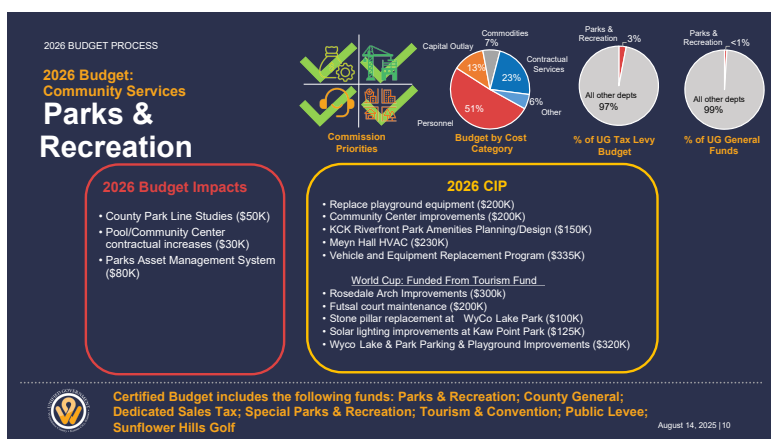 2026 BUDGET PROCESS
2026 Budget:
Community Services
Parks &
Recreation
Commission
Priorities
Commodities
7%
Capital Outlay
13%
Contractual
Services
23%
6%
Other
51%
Personnel
Budget by Cost
Category
Parks &
Recreation
3%
All other depts
97%
% of UG Tax Levy
Budget
Parks &
Recreation
<1%
All other depts
99%
% of UG General
Funds
2026 Budget Impacts
• County Park Line Studies ($50K)
• Pool/Community Center
contractual increases ($30K)
• Parks Asset Management System
($80K)
2026 CIP
• Replace playground equipment ($200K)
• Community Center improvements ($200K)
• KCK Riverfront Park Amenities Planning/Design ($150K)
• Meyn Hall HVAC ($230K)
• Vehicle and Equipment Replacement Program ($335K)
World Cup: Funded From Tourism Fund
• Rosedale Arch Improvements ($300k)
• Futsal court maintenance ($200K)
• Stone pillar replacement at WyCo Lake Park ($100K)
• Solar lighting improvements at Kaw Point Park ($125K)
• Wyco Lake & Park Parking & Playground Improvements ($320K)
Certified Budget includes the following funds: Parks & Recreation; County General;
Dedicated Sales Tax; Special Parks & Recreation; Tourism & Convention; Public Levee;
Sunflower Hills Golf
August 14, 2025 | 10